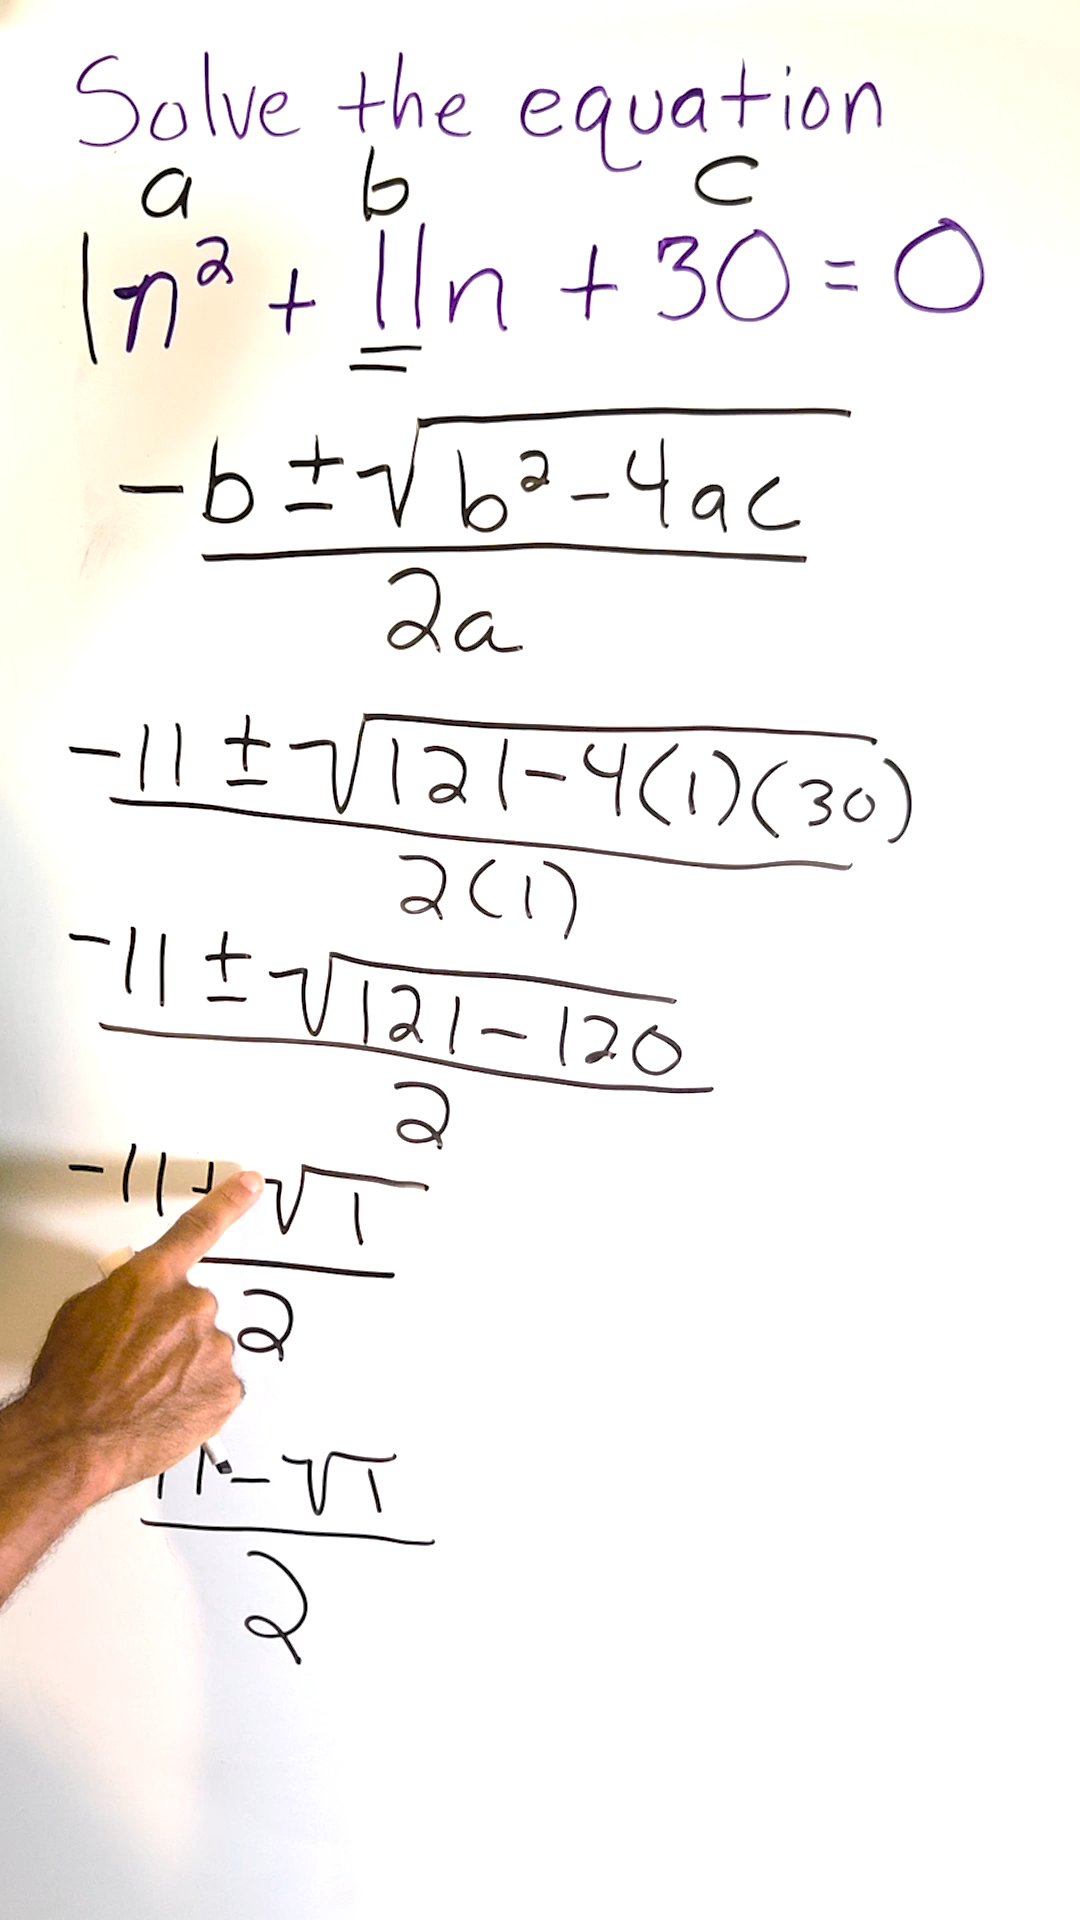 Solve the equation
a b c
1n² + 11n + 30 = 0
-b ± √b² - 4ac
2a
-11 ± √121 - 4(1)(30)
2(1)
-11 ± √121 - 120
2
-11 ± √1
2
11 - √1
2